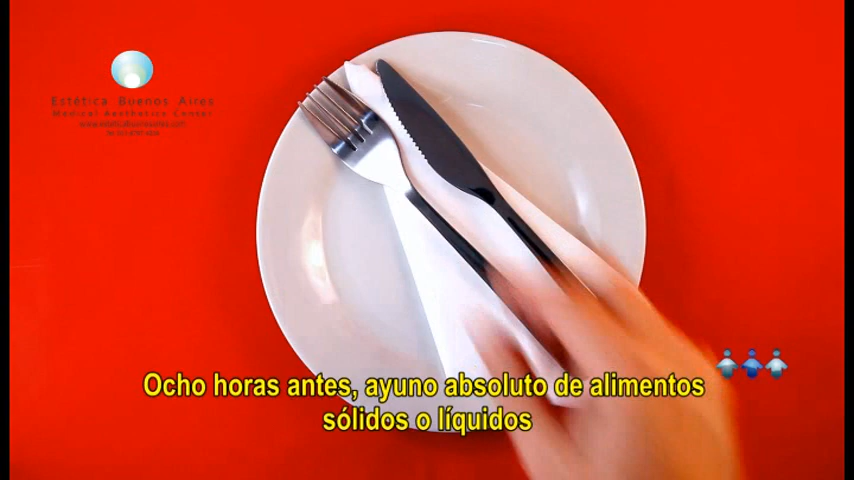 Estética Buenos Aires
Medical Aesthetics Center
Ocho horas antes, ayuno absoluto de alimentos
sólidos o líquidos